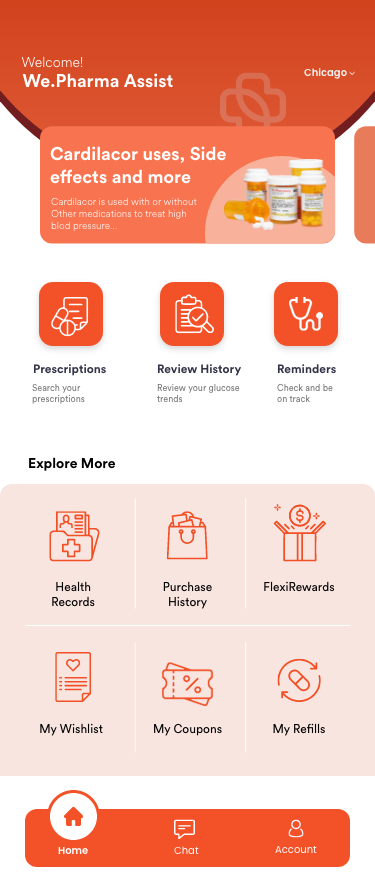 Welcome!
We.Pharma Assist
Chicago
Cardilacor uses, Side
effects and more
Cardilacor is used with or without
Other medications to treat high
blod pressure...
Prescriptions
Review History
Reminders
Search your
prescriptions
Review your glucose
trends
Check and be
on track
Explore More
Health
Records
Purchase
History
FlexiRewards
My Wishlist
My Coupons
My Refills
Home
Chat
Account